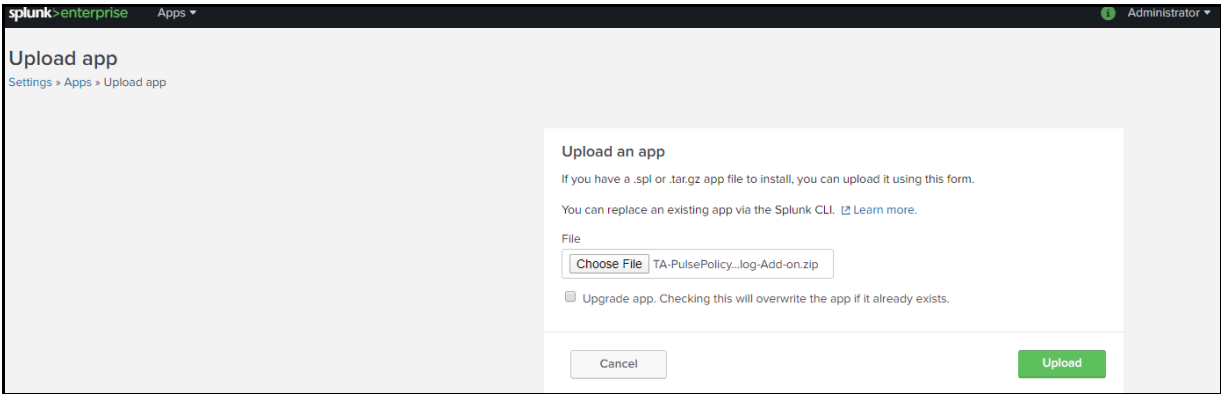 splunk>enterprise Apps ▾ i Administrator ▾
Upload app
Settings » Apps » Upload app
Upload an app
If you have a .spl or .tar.gz app file to install, you can upload it using this form.
You can replace an existing app via the Splunk CLI. Learn more.
File
Choose File TA-PulsePolicy...log-Add-on.zip
Upgrade app. Checking this will overwrite the app if it already exists.
Cancel Upload